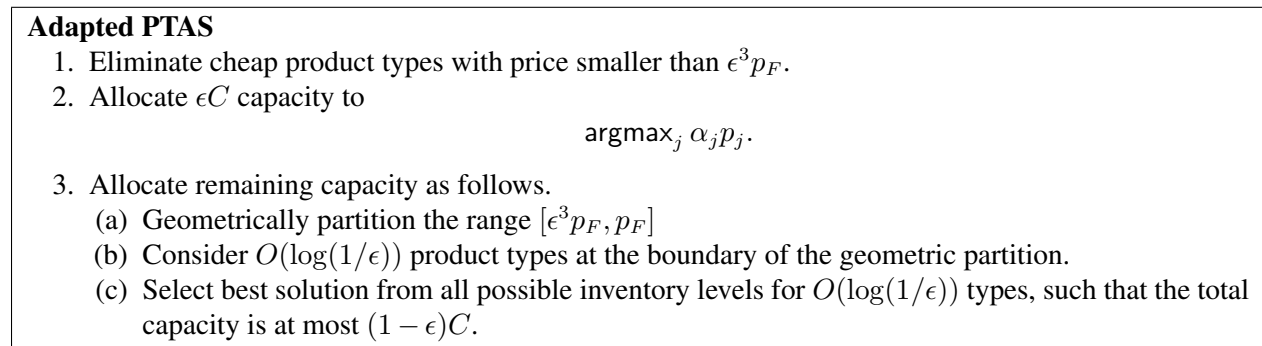 Adapted PTAS
1. Eliminate cheap product types with price smaller than ϵ³p_F.
2. Allocate ϵC capacity to
argmax_j α_j p_j.
3. Allocate remaining capacity as follows.
(a) Geometrically partition the range [ϵ³p_F, p_F]
(b) Consider O(log(1/ϵ)) product types at the boundary of the geometric partition.
(c) Select best solution from all possible inventory levels for O(log(1/ϵ)) types, such that the total
capacity is at most (1 − ϵ)C.